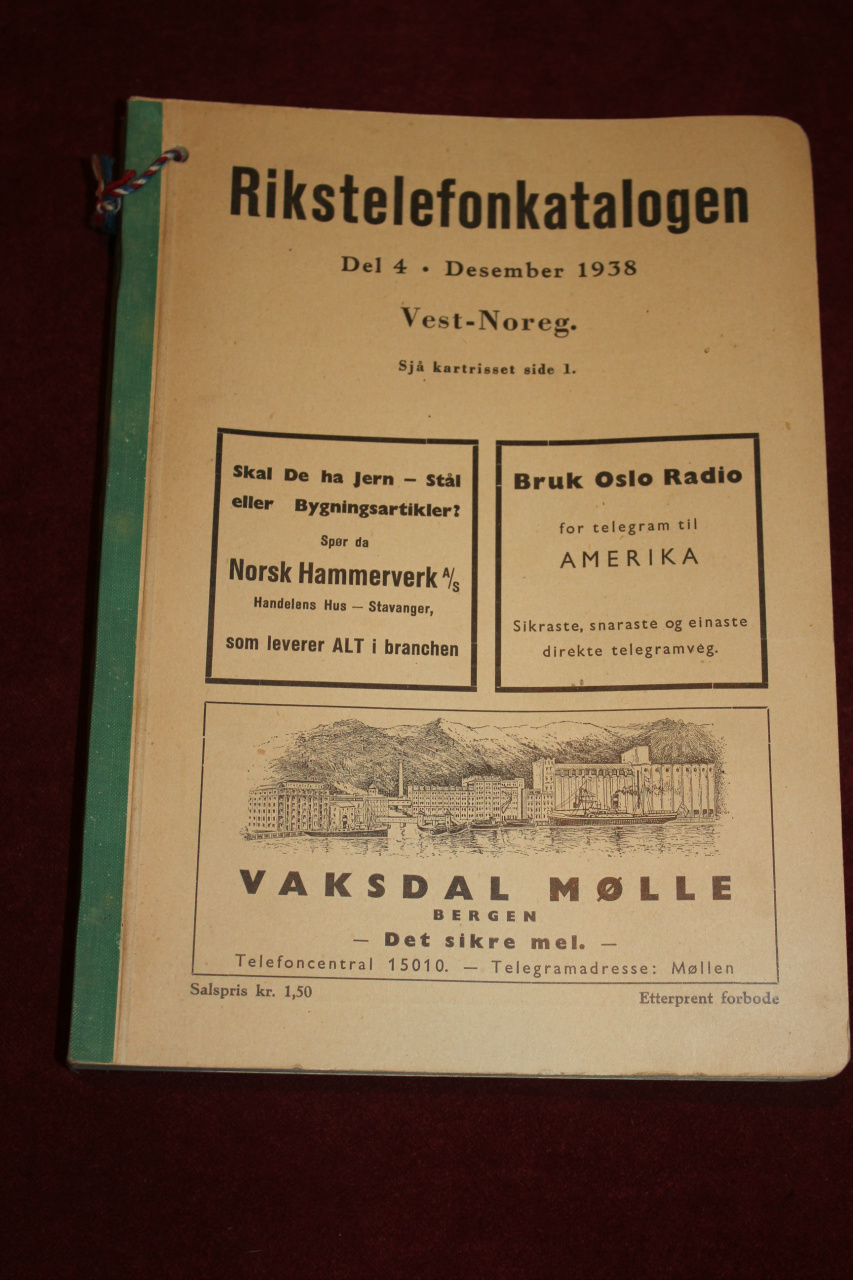 Rikstelefonkatalogen
Del 4 • Desember 1938
Vest-Noreg.
Sjå kartrisset side 1.
Skal De ha Jern – Stål
eller Bygningsartikler?
Spør da
Norsk Hammerverk A/S
Handelens Hus – Stavanger,
som leverer ALT i branchen
Bruk Oslo Radio
for telegram til
AMERIKA
Sikraste, snaraste og einaste
direkte telegramveg.
VAKSDAL MØLLE
BERGEN
– Det sikre mel. –
Telefoncentral 15010. – Telegramadresse: Møllen
Salspris kr. 1,50
Etterprent forbode